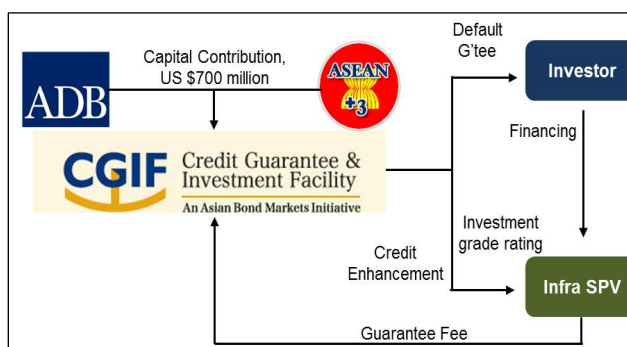 ADB
Capital Contribution,
US $700 million
ASEAN
+3
Default
G'tee
Investor
CGIF
Credit Guarantee &
Investment Facility
An Asian Bond Markets Initiative
Financing
Credit
Enhancement
Investment
grade rating
Infra SPV
Guarantee Fee